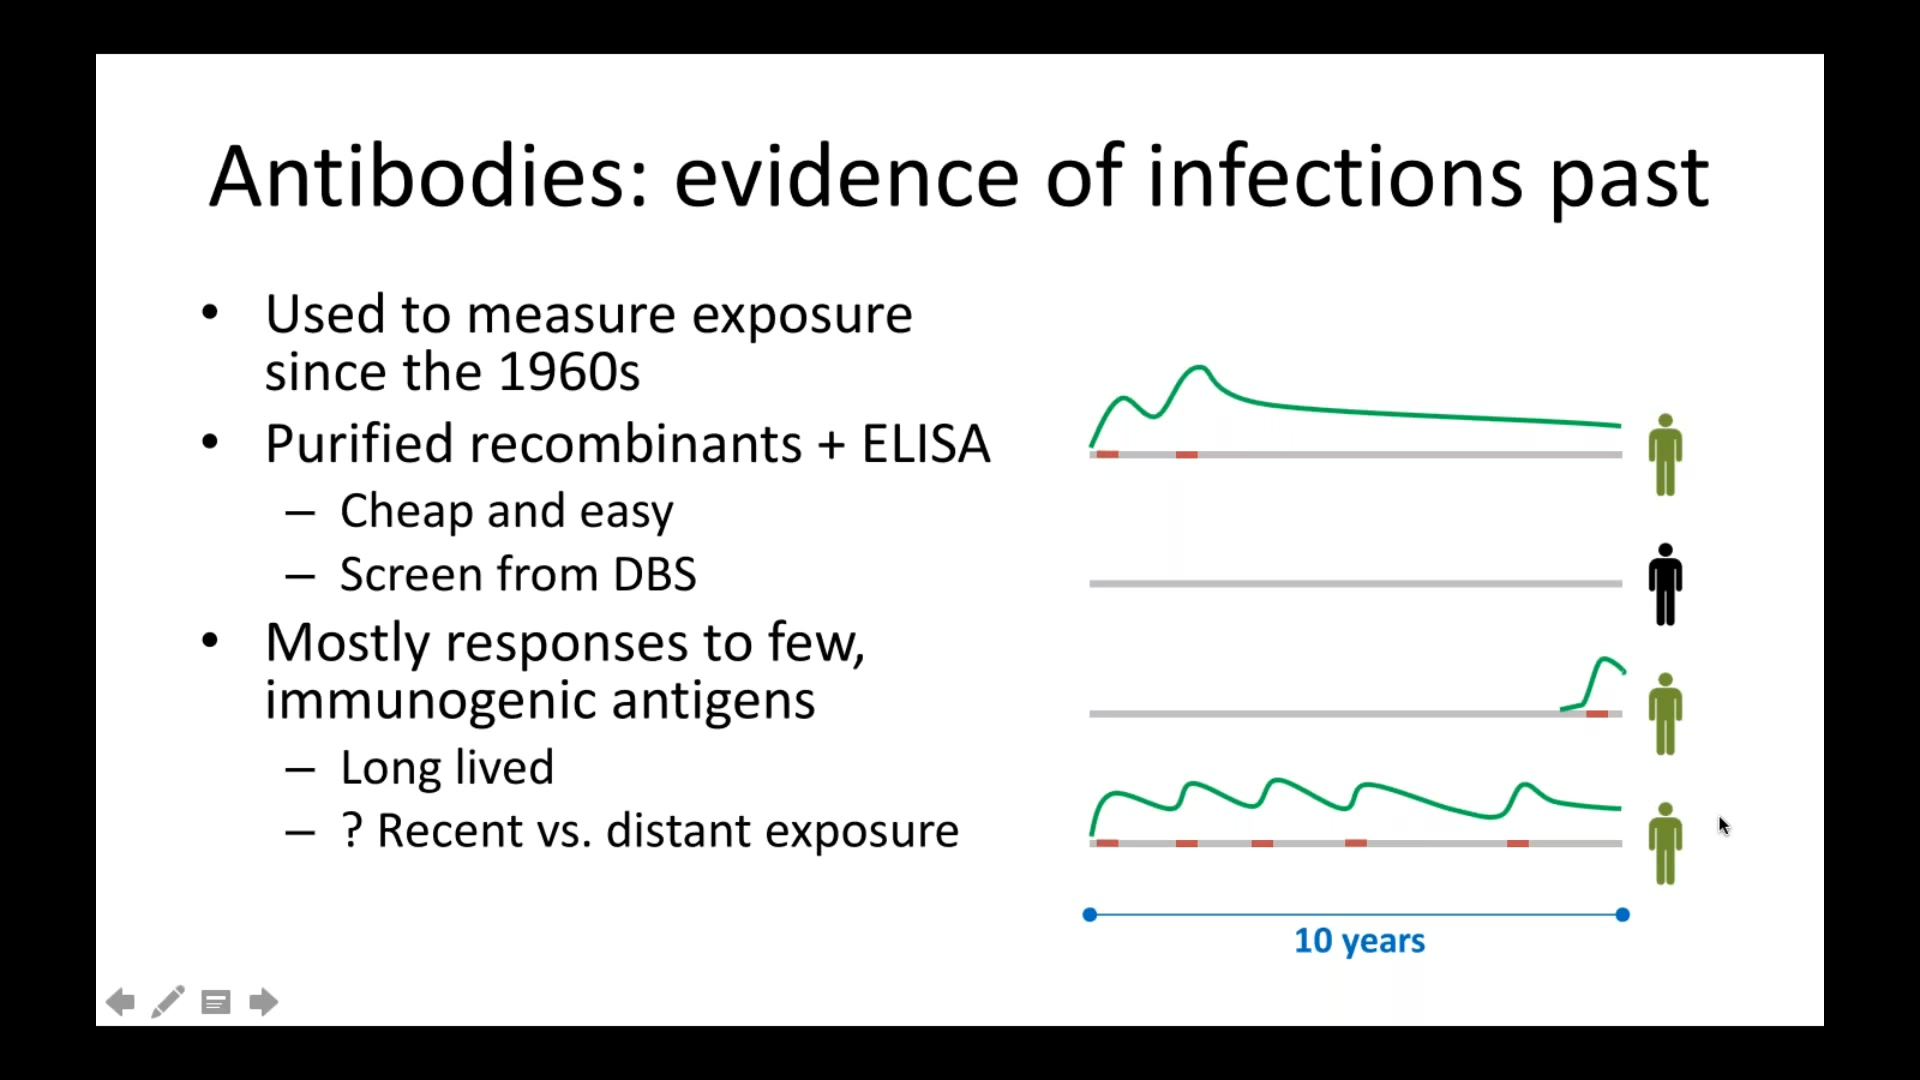 Antibodies: evidence of infections past
• Used to measure exposure
since the 1960s
• Purified recombinants + ELISA
– Cheap and easy
– Screen from DBS
• Mostly responses to few,
immunogenic antigens
– Long lived
– ? Recent vs. distant exposure
10 years